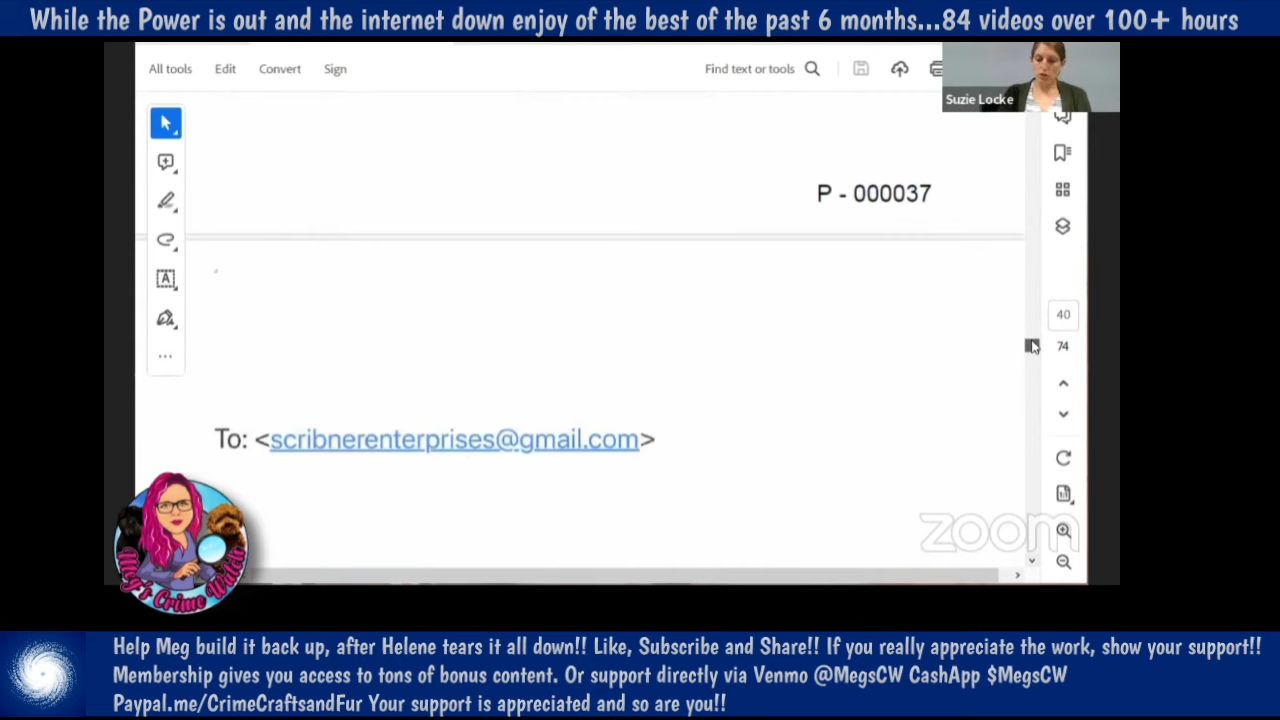 While the Power is out and the internet down enjoy of the best of the past 6 months...84 videos over 100+ hours
All tools Edit Convert Sign Find text or tools
Suzie Locke
P - 000037
40
74
To: <scribnerenterprises@gmail.com>
zoom
Meg's Crime Watch
Help Meg build it back up, after Helene tears it all down!! Like, Subscribe and Share!! If you really appreciate the work, show your support!!
Membership gives you access to tons of bonus content. Or support directly via Venmo @MegsCW CashApp $MegsCW
Paypal.me/CrimeCraftsandFur Your support is appreciated and so are you!!